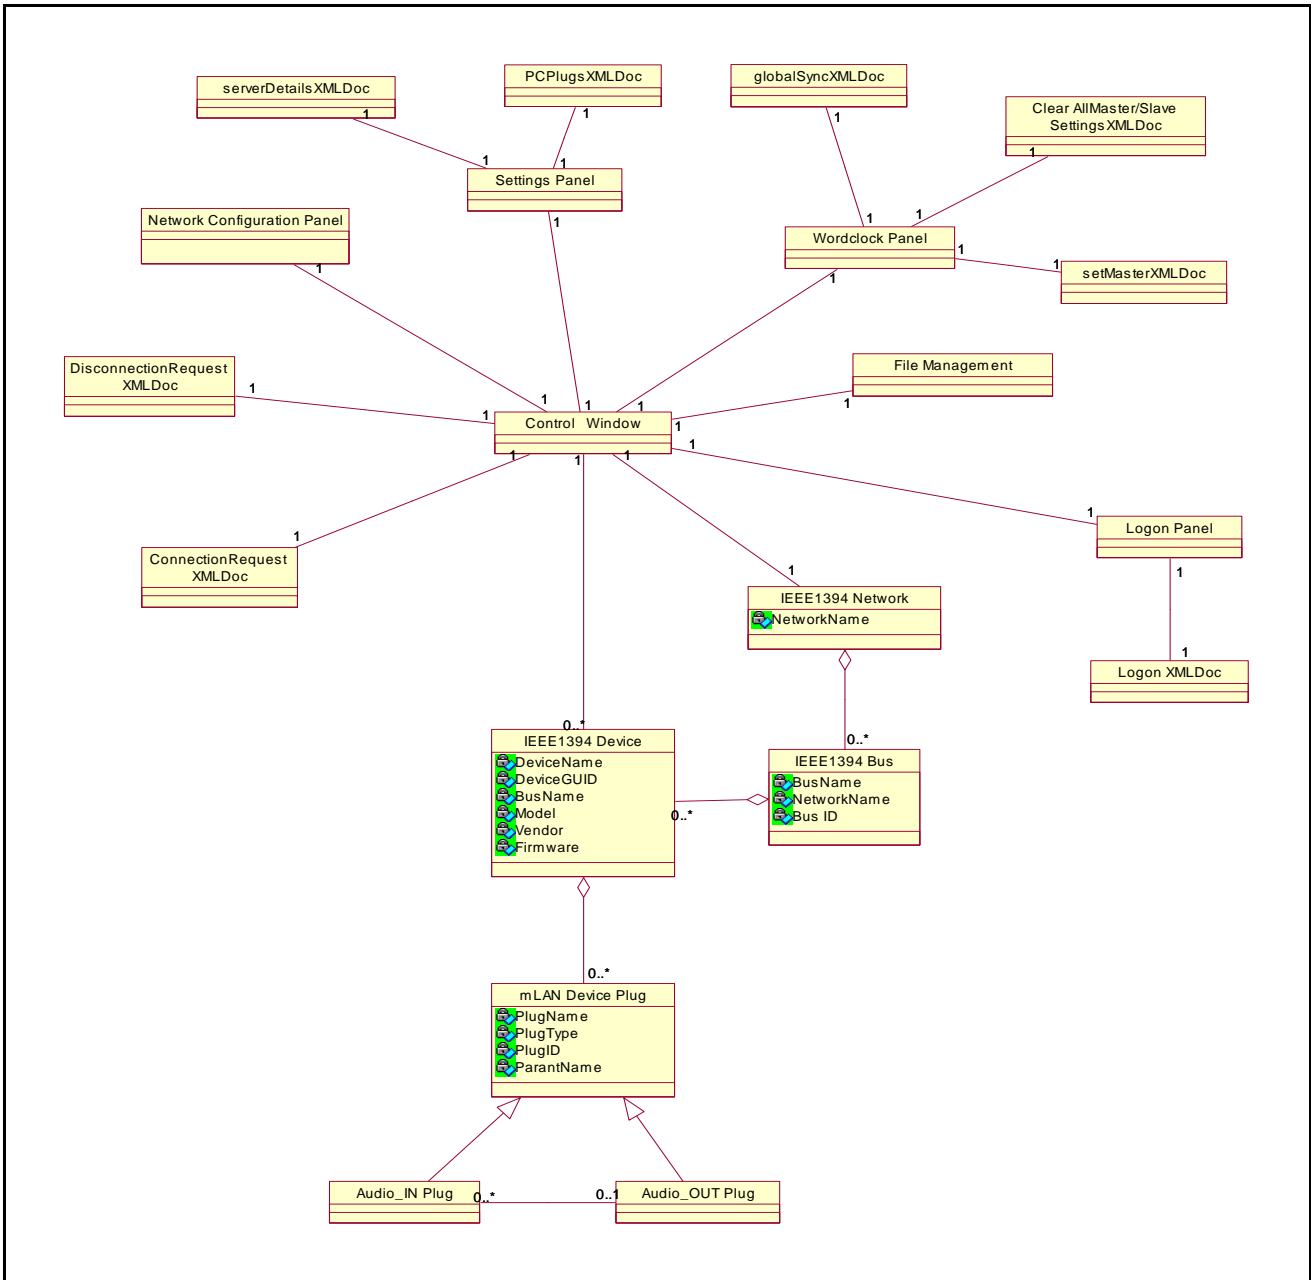 serverDetailsXMLDoc
1
PCPlugsXMLDoc
1
globalSyncXMLDoc
1
Clear AllMaster/Slave
SettingsXMLDoc
1
1
1
Settings Panel
1
Network Configuration Panel
1
1
1
1
Wordclock Panel
1
1
setMasterXMLDoc
DisconnectionRequest
XMLDoc
1
File Management
1
1
1
1
1
1
Control Window
1
1
1
1
1
ConnectionRequest
XMLDoc
1
1
Logon Panel
1
1
Logon XMLDoc
1
IEEE1394 Network
NetworkName
0..*
IEEE1394 Device
DeviceName
DeviceGUID
BusName
Model
Vendor
Firmware
0..*
IEEE1394 Bus
BusName
NetworkName
Bus ID
0..*
0..*
mLAN Device Plug
PlugName
PlugType
PlugID
ParantName
Audio_IN Plug
0..*
0..1
Audio_OUT Plug